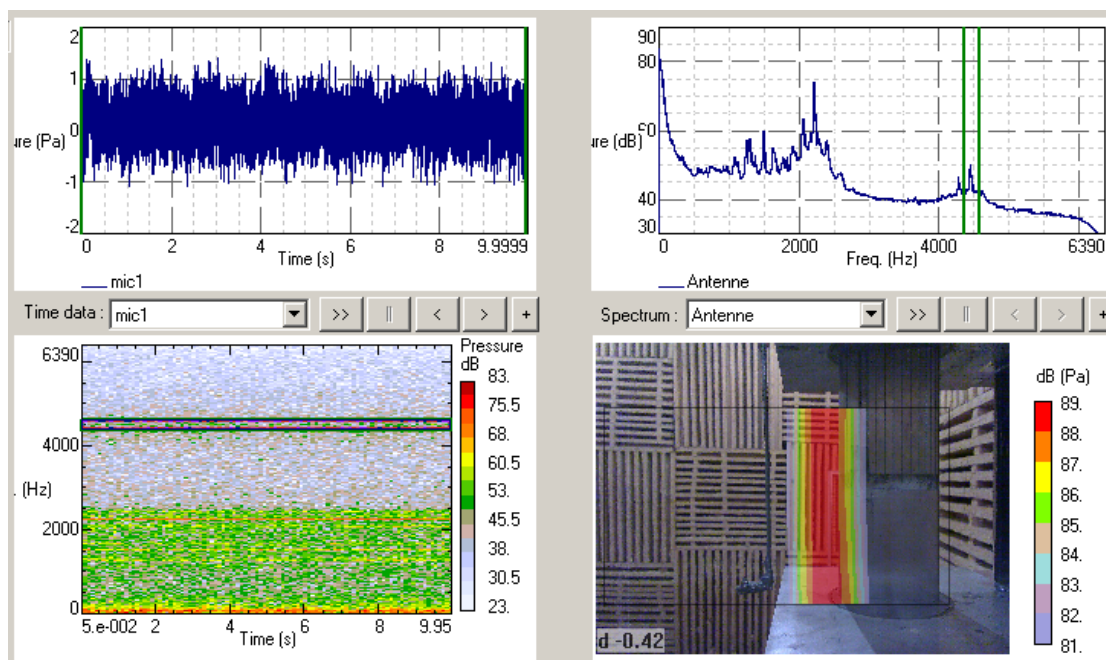 2
1
0
-1
-2
ure (Pa)
0 2 4 6 8 9.9999
Time (s)
mic1
90
80
60
40
30
ure (dB)
0 2000 4000 6390
Freq. (Hz)
Antenne
Time data : mic1 >> || < > +
Spectrum : Antenne >> || < > +
6390
4000
. (Hz)
2000
0
5.e-002 2 4 6 8 9.95
Time (s)
Pressure
dB
83.
75.5
68.
60.5
53.
45.5
38.
30.5
23.
d -0.42
dB (Pa)
89.
88.
87.
86.
85.
84.
83.
82.
81.